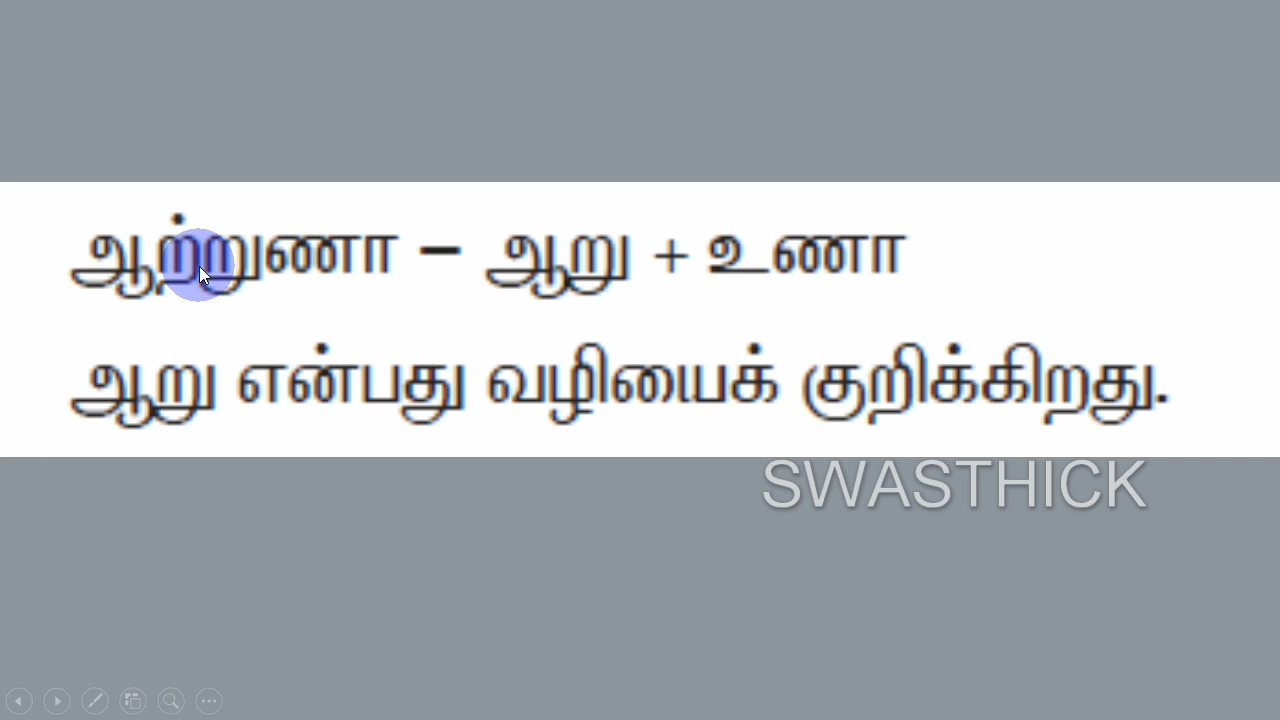 ஆற்றுணா – ஆறு + உணா
ஆறு என்பது வழியைக் குறிக்கிறது.
SWASTHICK